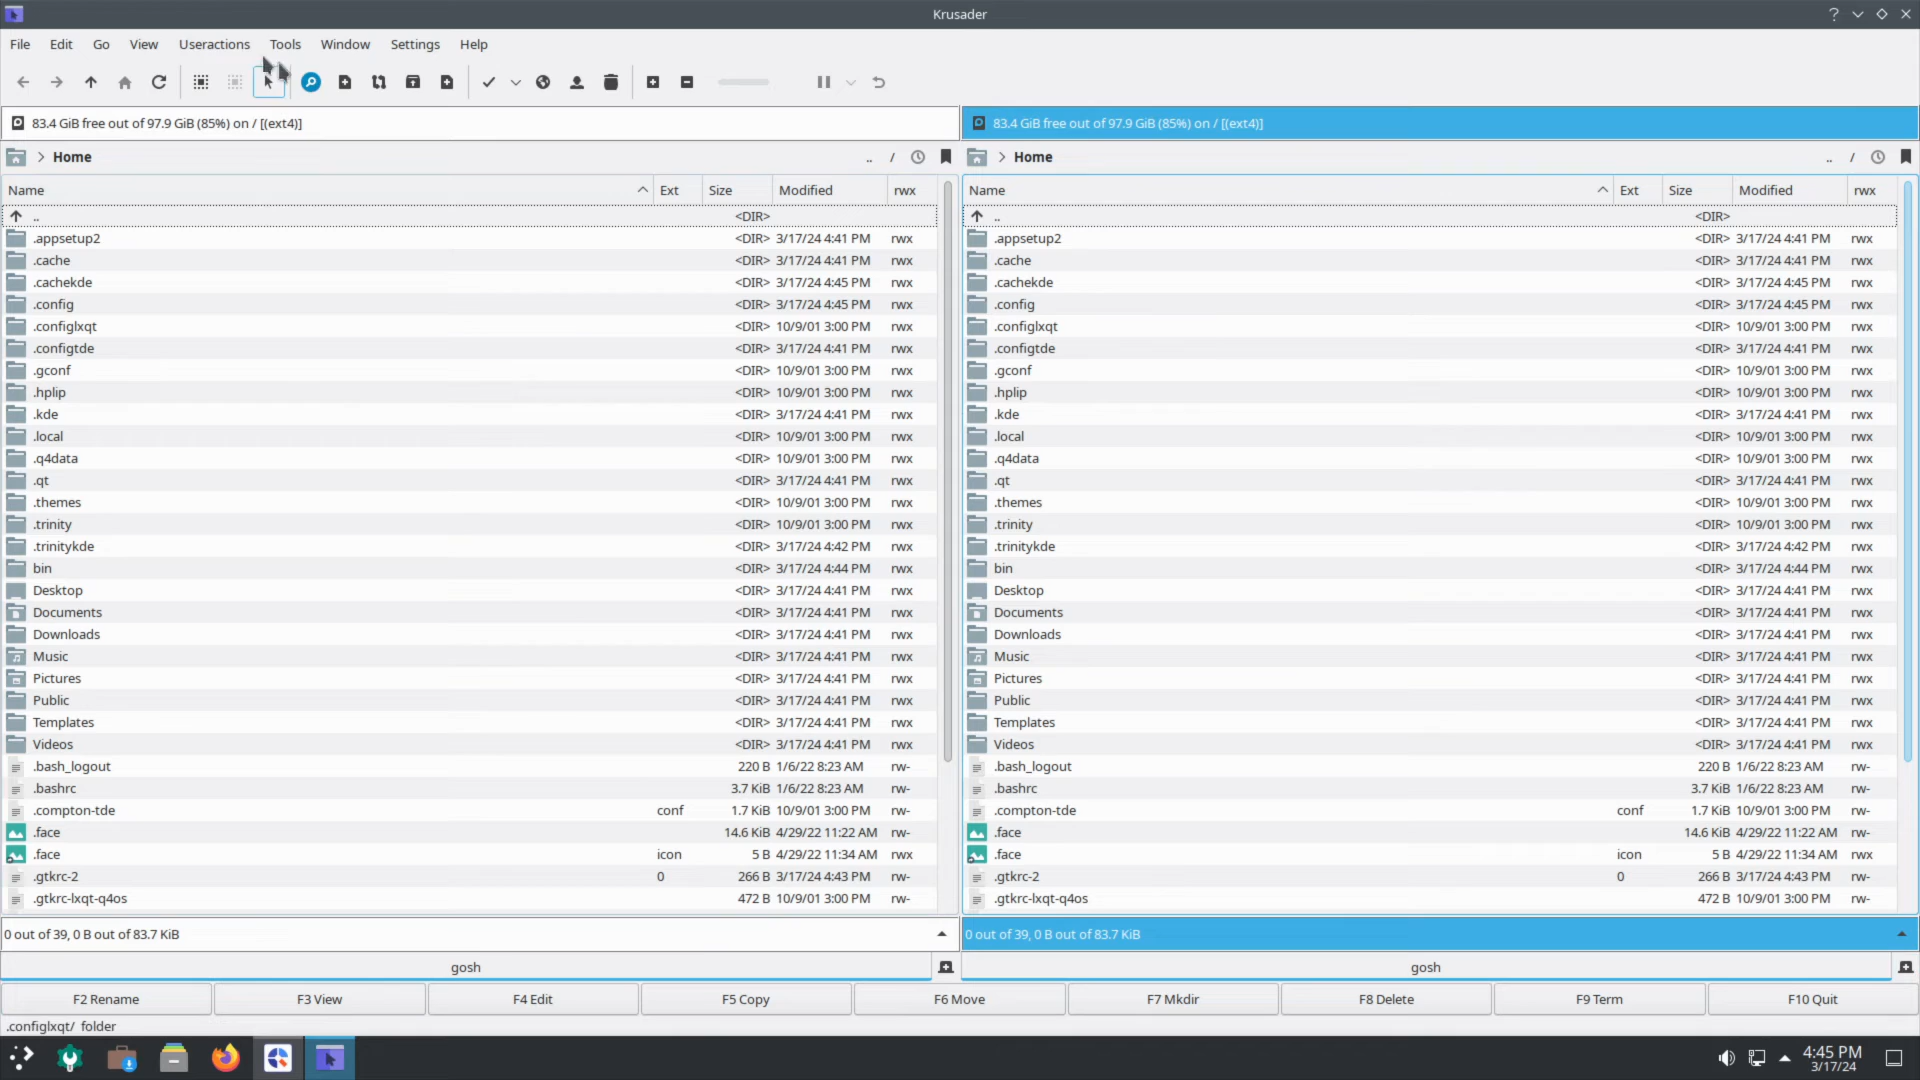 Krusader
File Edit Go View Useractions Tools Window Settings Help
83.4 GiB free out of 97.9 GiB (85%) on / [(ext4)]
83.4 GiB free out of 97.9 GiB (85%) on / [(ext4)]
> Home .. /
> Home .. /
Name Ext Size Modified rwx
Name Ext Size Modified rwx
.. <DIR>
.. <DIR>
.appsetup2 <DIR> 3/17/24 4:41 PM rwx
.appsetup2 <DIR> 3/17/24 4:41 PM rwx
.cache <DIR> 3/17/24 4:41 PM rwx
.cache <DIR> 3/17/24 4:41 PM rwx
.cachekde <DIR> 3/17/24 4:45 PM rwx
.cachekde <DIR> 3/17/24 4:45 PM rwx
.config <DIR> 3/17/24 4:45 PM rwx
.config <DIR> 3/17/24 4:45 PM rwx
.configlxqt <DIR> 10/9/01 3:00 PM rwx
.configlxqt <DIR> 10/9/01 3:00 PM rwx
.configtde <DIR> 3/17/24 4:41 PM rwx
.configtde <DIR> 3/17/24 4:41 PM rwx
.gconf <DIR> 10/9/01 3:00 PM rwx
.gconf <DIR> 10/9/01 3:00 PM rwx
.hplip <DIR> 10/9/01 3:00 PM rwx
.hplip <DIR> 10/9/01 3:00 PM rwx
.kde <DIR> 3/17/24 4:41 PM rwx
.kde <DIR> 3/17/24 4:41 PM rwx
.local <DIR> 10/9/01 3:00 PM rwx
.local <DIR> 10/9/01 3:00 PM rwx
.q4data <DIR> 10/9/01 3:00 PM rwx
.q4data <DIR> 10/9/01 3:00 PM rwx
.qt <DIR> 3/17/24 4:41 PM rwx
.qt <DIR> 3/17/24 4:41 PM rwx
.themes <DIR> 10/9/01 3:00 PM rwx
.themes <DIR> 10/9/01 3:00 PM rwx
.trinity <DIR> 10/9/01 3:00 PM rwx
.trinity <DIR> 10/9/01 3:00 PM rwx
.trinitykde <DIR> 3/17/24 4:42 PM rwx
.trinitykde <DIR> 3/17/24 4:42 PM rwx
bin <DIR> 3/17/24 4:44 PM rwx
bin <DIR> 3/17/24 4:44 PM rwx
Desktop <DIR> 3/17/24 4:41 PM rwx
Desktop <DIR> 3/17/24 4:41 PM rwx
Documents <DIR> 3/17/24 4:41 PM rwx
Documents <DIR> 3/17/24 4:41 PM rwx
Downloads <DIR> 3/17/24 4:41 PM rwx
Downloads <DIR> 3/17/24 4:41 PM rwx
Music <DIR> 3/17/24 4:41 PM rwx
Music <DIR> 3/17/24 4:41 PM rwx
Pictures <DIR> 3/17/24 4:41 PM rwx
Pictures <DIR> 3/17/24 4:41 PM rwx
Public <DIR> 3/17/24 4:41 PM rwx
Public <DIR> 3/17/24 4:41 PM rwx
Templates <DIR> 3/17/24 4:41 PM rwx
Templates <DIR> 3/17/24 4:41 PM rwx
Videos <DIR> 3/17/24 4:41 PM rwx
Videos <DIR> 3/17/24 4:41 PM rwx
.bash_logout 220 B 1/6/22 8:23 AM rw-
.bash_logout 220 B 1/6/22 8:23 AM rw-
.bashrc 3.7 KiB 1/6/22 8:23 AM rw-
.bashrc 3.7 KiB 1/6/22 8:23 AM rw-
.compton-tde conf 1.7 KiB 10/9/01 3:00 PM rw-
.compton-tde conf 1.7 KiB 10/9/01 3:00 PM rw-
.face 14.6 KiB 4/29/22 11:22 AM rw-
.face 14.6 KiB 4/29/22 11:22 AM rw-
.face icon 5 B 4/29/22 11:34 AM rwx
.face icon 5 B 4/29/22 11:34 AM rwx
.gtkrc-2 0 266 B 3/17/24 4:43 PM rw-
.gtkrc-2 0 266 B 3/17/24 4:43 PM rw-
.gtkrc-lxqt-q4os 472 B 10/9/01 3:00 PM rw-
.gtkrc-lxqt-q4os 472 B 10/9/01 3:00 PM rw-
0 out of 39, 0 B out of 83.7 KiB
0 out of 39, 0 B out of 83.7 KiB
gosh
gosh
F2 Rename F3 View F4 Edit F5 Copy F6 Move F7 Mkdir F8 Delete F9 Term F10 Quit
.configlxqt/ folder
4:45 PM
3/17/24